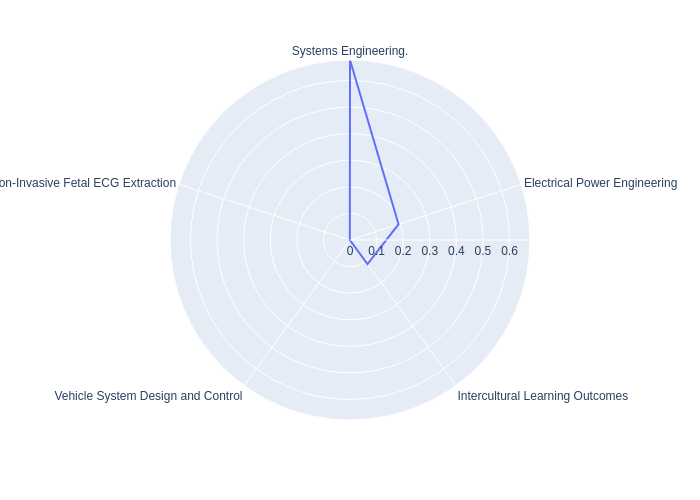 Systems Engineering.
on-Invasive Fetal ECG Extraction
Electrical Power Engineering
0 0.1 0.2 0.3 0.4 0.5 0.6
Vehicle System Design and Control
Intercultural Learning Outcomes